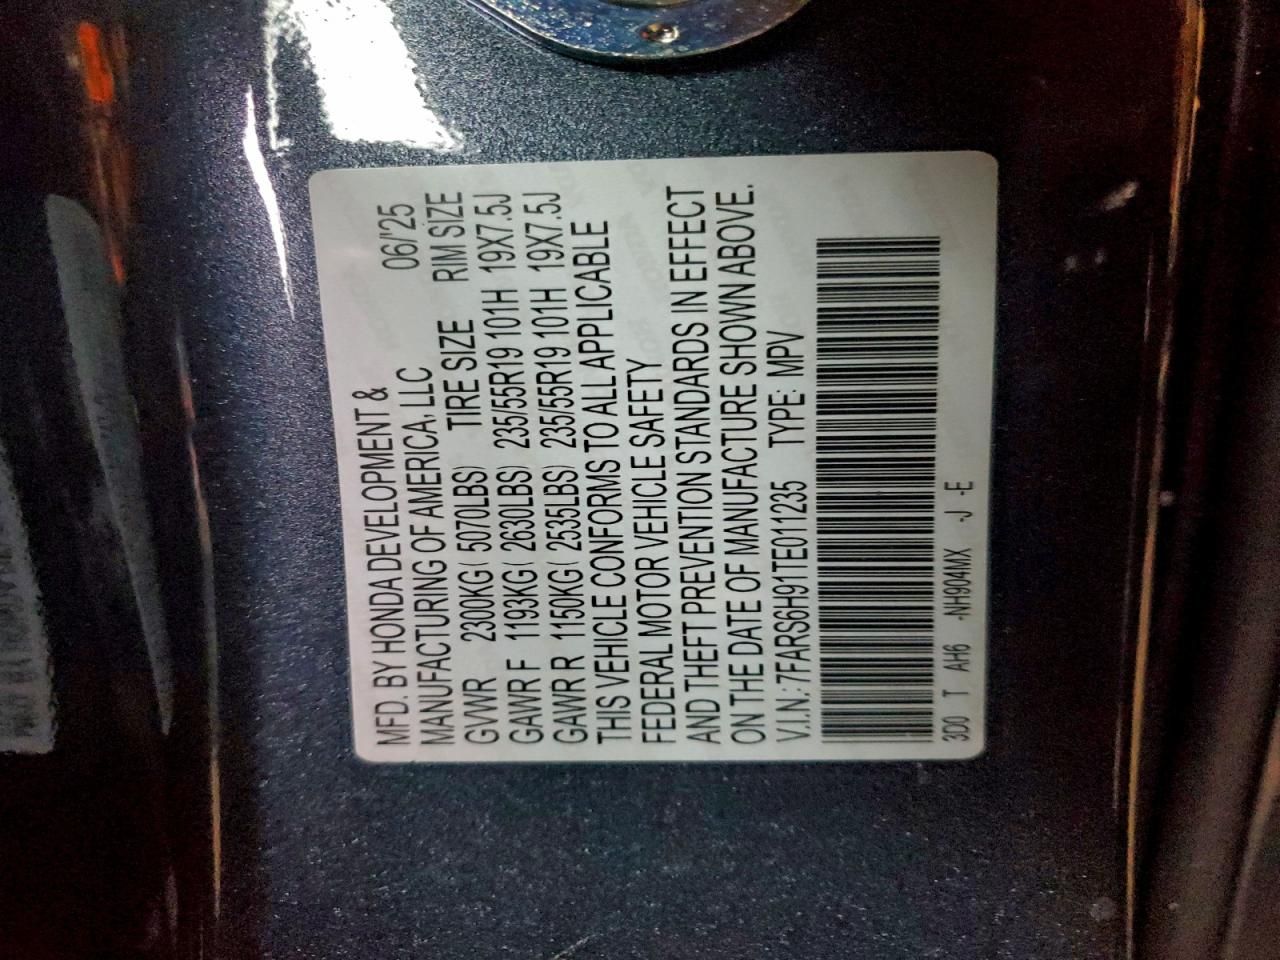 MFD. BY HONDA DEVELOPMENT &
MANUFACTURING OF AMERICA, LLC 06/'25
GVWR 2300KG( 5070LBS) TIRE SIZE RIM SIZE
GAWR F 1193KG( 2630LBS) 235/55R19 101H 19X7.5J
GAWR R 1150KG( 2535LBS) 235/55R19 101H 19X7.5J
THIS VEHICLE CONFORMS TO ALL APPLICABLE
FEDERAL MOTOR VEHICLE SAFETY
AND THEFT PREVENTION STANDARDS IN EFFECT
ON THE DATE OF MANUFACTURE SHOWN ABOVE.
V.I.N.: 7FARS6H91TE011235 TYPE: MPV
3D0 T AH6 -NH904MX -J -E